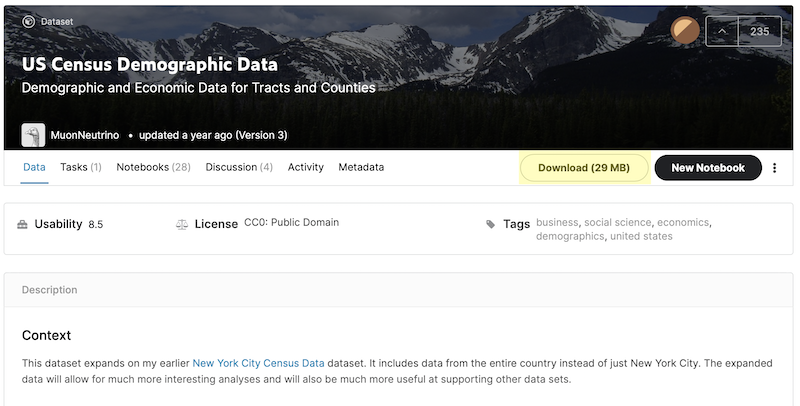 Dataset
235
US Census Demographic Data
Demographic and Economic Data for Tracts and Counties
MuonNeutrino • updated a year ago (Version 3)
Data Tasks (1) Notebooks (28) Discussion (4) Activity Metadata Download (29 MB) New Notebook
Usability 8.5 License CC0: Public Domain Tags business, social science, economics,
demographics, united states
Description
Context
This dataset expands on my earlier New York City Census Data dataset. It includes data from the entire country instead of just New York City. The expanded
data will allow for much more interesting analyses and will also be much more useful at supporting other data sets.